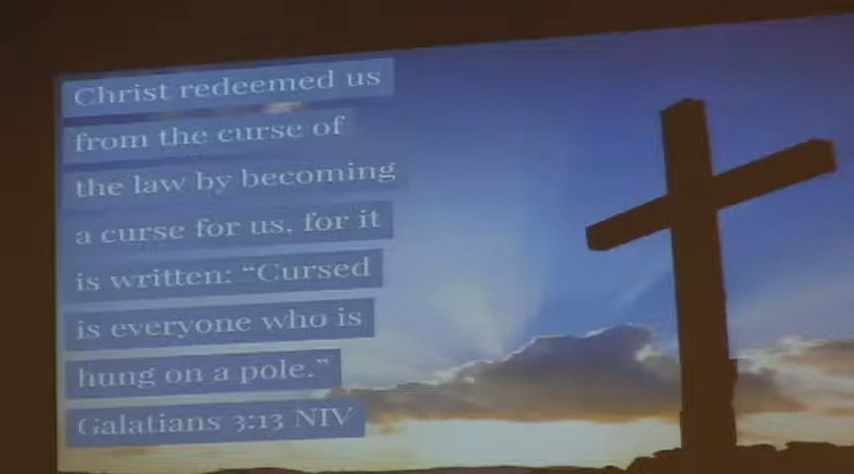 Christ redeemed us
from the curse of
the law by becoming
a curse for us, for it
is written: “Cursed
is everyone who is
hung on a pole.”
Galatians 3:13 NIV